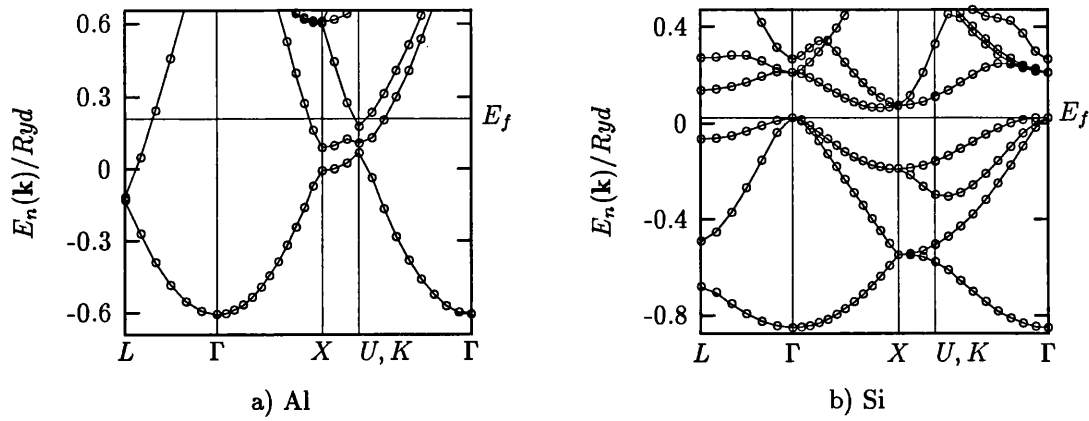 0.6
0.3
0
-0.3
-0.6
E_n(k)/Ryd
E_f
L Γ X U, K Γ
a) Al
0.4
0
-0.4
-0.8
E_n(k)/Ryd
E_f
L Γ X U, K Γ
b) Si